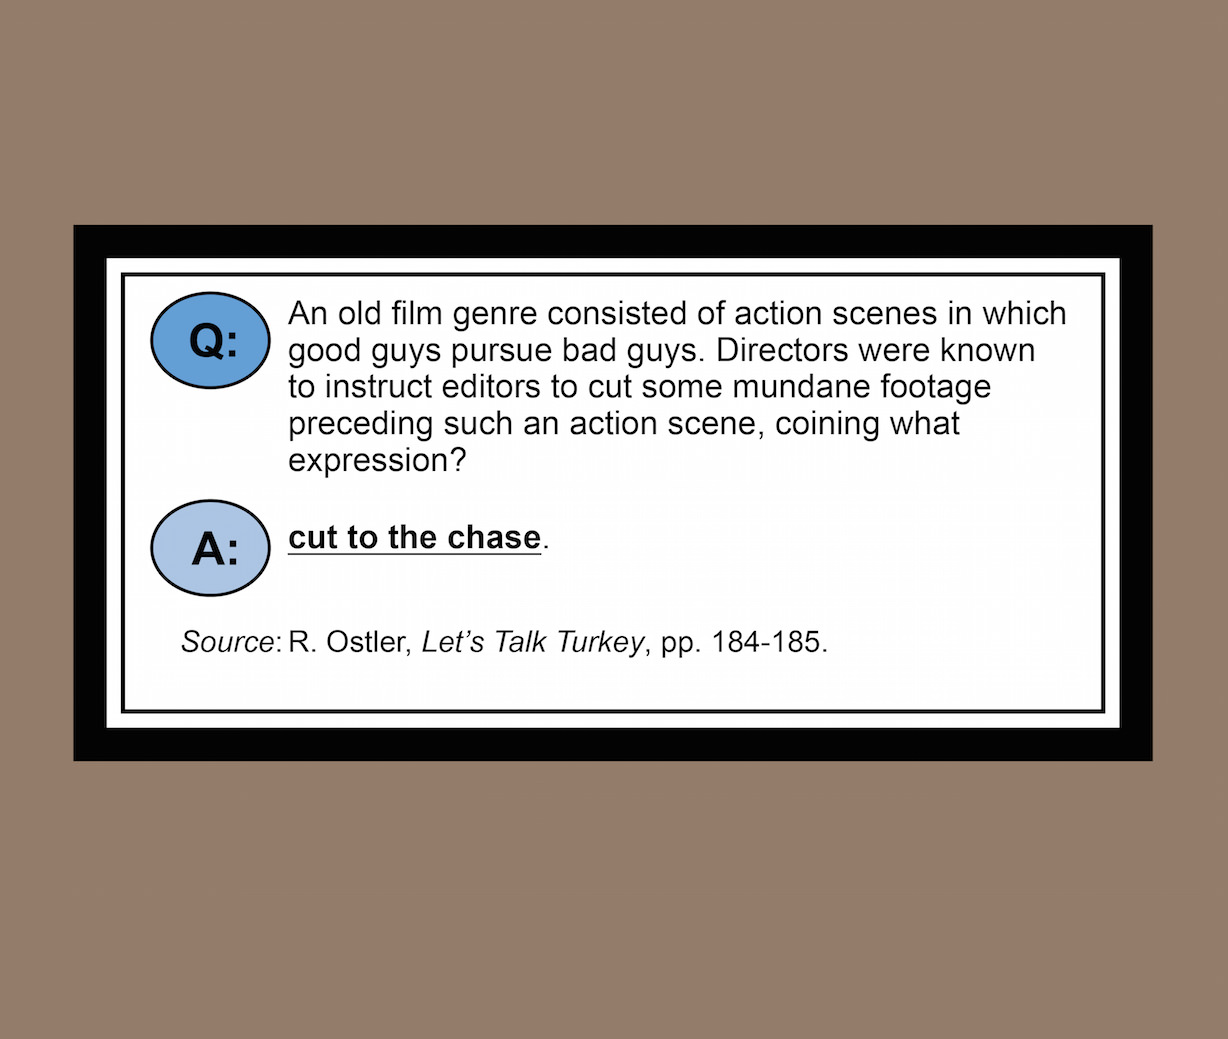 Q: An old film genre consisted of action scenes in which
good guys pursue bad guys. Directors were known
to instruct editors to cut some mundane footage
preceding such an action scene, coining what
expression?
A: cut to the chase.
Source: R. Ostler, Let’s Talk Turkey, pp. 184-185.